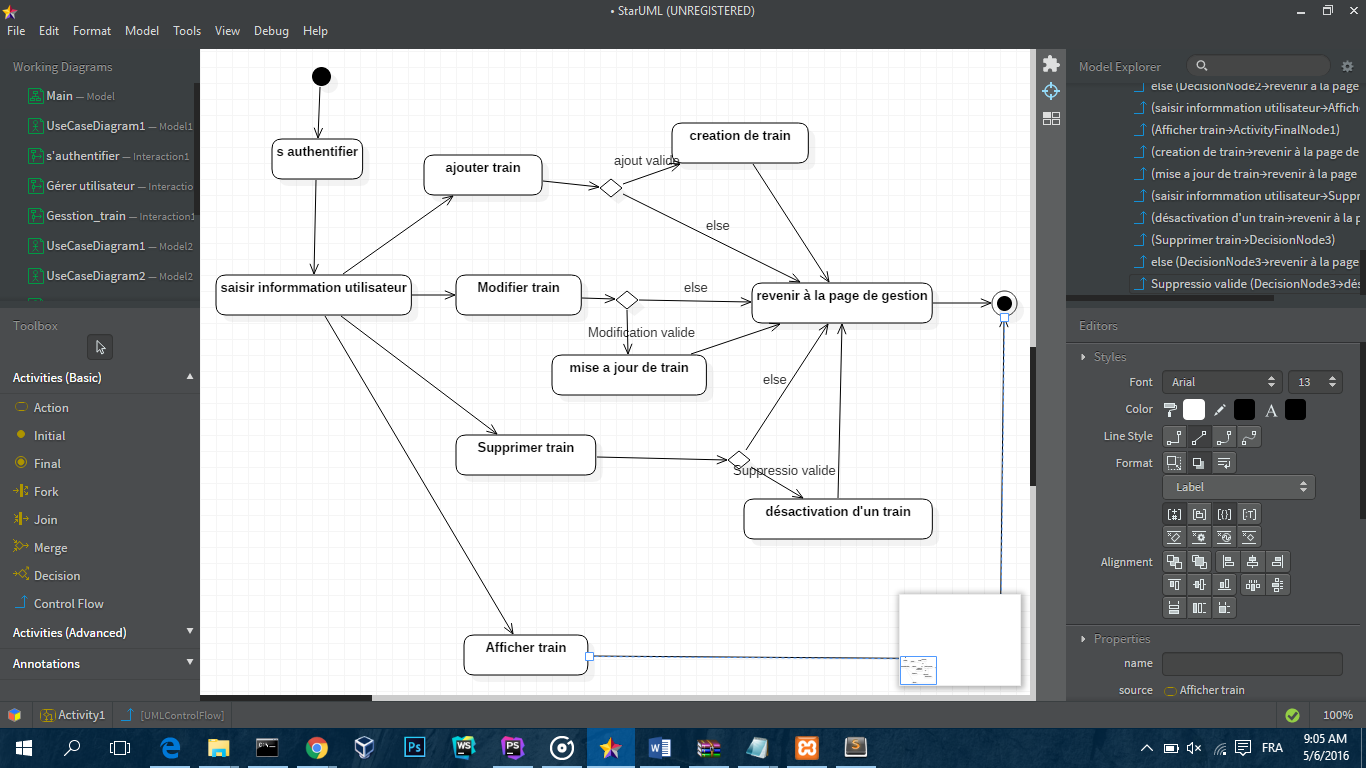 • StarUML (UNREGISTERED)
File Edit Format Model Tools View Debug Help
Working Diagrams
Main — Model
UseCaseDiagram1 — Model1
s'authentifier — Interaction1
Gérer utilisateur — Interactio
Gesstion_train — Interaction1
UseCaseDiagram1 — Model2
UseCaseDiagram2 — Model2
Toolbox
Activities (Basic)
Action
Initial
Final
Fork
Join
Merge
Decision
Control Flow
Activities (Advanced)
Annotations
s authentifier
ajouter train
ajout valide
creation de train
else
saisir informmation utilisateur
Modifier train
else
revenir à la page de gestion
Modification valide
mise a jour de train
else
Supprimer train
Suppressio valide
désactivation d'un train
Afficher train
Model Explorer
else (DecisionNode2→revenir à la page
(saisir informmation utilisateur→Affich
(Afficher train→ActivityFinalNode1)
(creation de train→revenir à la page de
(mise a jour de train→revenir à la page
(saisir informmation utilisateur→Suppr
(désactivation d'un train→revenir à la p
(Supprimer train→DecisionNode3)
else (DecisionNode3→revenir à la page
Suppressio valide (DecisionNode3→dés
Editors
Styles
Font Arial 13
Color A
Line Style
Format
Label
Alignment
Properties
name
source Afficher train
Activity1 [UMLControlFlow] 100%
Ps WS PS W S FRA
9:05 AM
5/6/2016